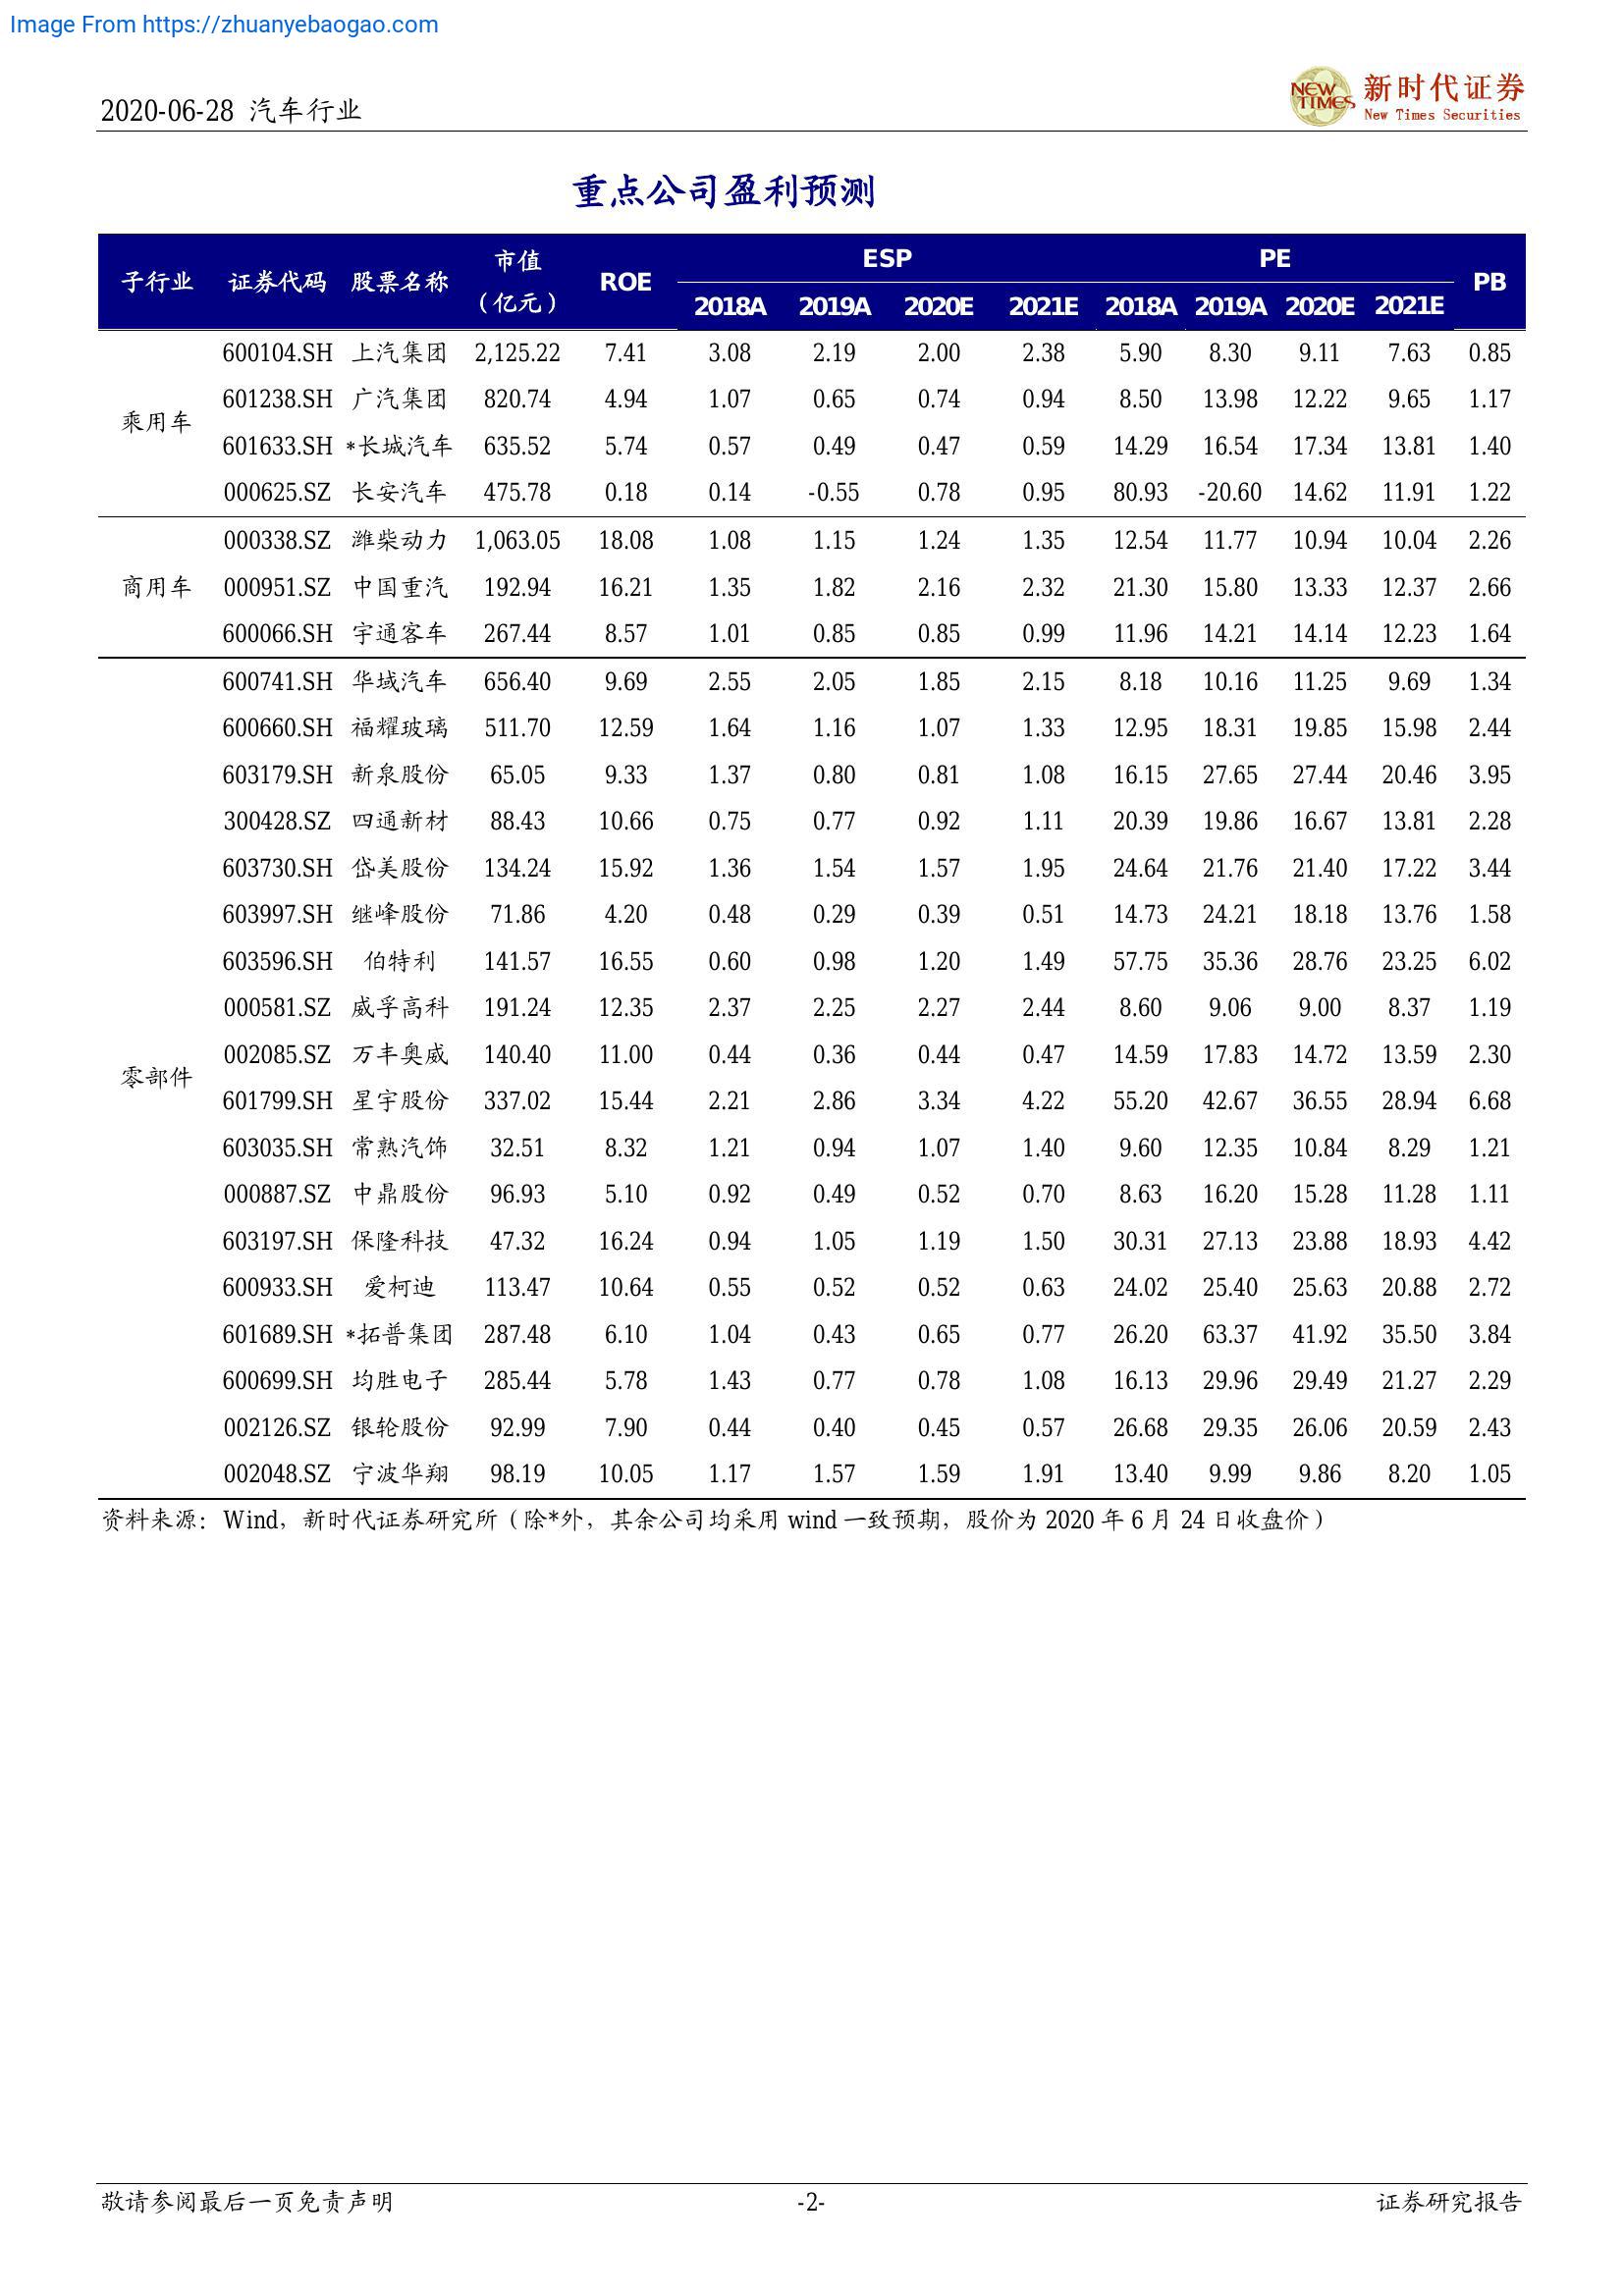 Image From https://zhuanyebaogao.com
2020-06-28 汽车行业
NEW TIMES 新时代证券
New Times Securities
重点公司盈利预测
子行业 证券代码 股票名称 市值（亿元） ROE ESP PE PB
2018A 2019A 2020E 2021E 2018A 2019A 2020E 2021E
乘用车
600104.SH 上汽集团 2,125.22 7.41 3.08 2.19 2.00 2.38 5.90 8.30 9.11 7.63 0.85
601238.SH 广汽集团 820.74 4.94 1.07 0.65 0.74 0.94 8.50 13.98 12.22 9.65 1.17
601633.SH *长城汽车 635.52 5.74 0.57 0.49 0.47 0.59 14.29 16.54 17.34 13.81 1.40
000625.SZ 长安汽车 475.78 0.18 0.14 -0.55 0.78 0.95 80.93 -20.60 14.62 11.91 1.22
商用车
000338.SZ 潍柴动力 1,063.05 18.08 1.08 1.15 1.24 1.35 12.54 11.77 10.94 10.04 2.26
000951.SZ 中国重汽 192.94 16.21 1.35 1.82 2.16 2.32 21.30 15.80 13.33 12.37 2.66
600066.SH 宇通客车 267.44 8.57 1.01 0.85 0.85 0.99 11.96 14.21 14.14 12.23 1.64
零部件
600741.SH 华域汽车 656.40 9.69 2.55 2.05 1.85 2.15 8.18 10.16 11.25 9.69 1.34
600660.SH 福耀玻璃 511.70 12.59 1.64 1.16 1.07 1.33 12.95 18.31 19.85 15.98 2.44
603179.SH 新泉股份 65.05 9.33 1.37 0.80 0.81 1.08 16.15 27.65 27.44 20.46 3.95
300428.SZ 四通新材 88.43 10.66 0.75 0.77 0.92 1.11 20.39 19.86 16.67 13.81 2.28
603730.SH 岱美股份 134.24 15.92 1.36 1.54 1.57 1.95 24.64 21.76 21.40 17.22 3.44
603997.SH 继峰股份 71.86 4.20 0.48 0.29 0.39 0.51 14.73 24.21 18.18 13.76 1.58
603596.SH 伯特利 141.57 16.55 0.60 0.98 1.20 1.49 57.75 35.36 28.76 23.25 6.02
000581.SZ 威孚高科 191.24 12.35 2.37 2.25 2.27 2.44 8.60 9.06 9.00 8.37 1.19
002085.SZ 万丰奥威 140.40 11.00 0.44 0.36 0.44 0.47 14.59 17.83 14.72 13.59 2.30
601799.SH 星宇股份 337.02 15.44 2.21 2.86 3.34 4.22 55.20 42.67 36.55 28.94 6.68
603035.SH 常熟汽饰 32.51 8.32 1.21 0.94 1.07 1.40 9.60 12.35 10.84 8.29 1.21
000887.SZ 中鼎股份 96.93 5.10 0.92 0.49 0.52 0.70 8.63 16.20 15.28 11.28 1.11
603197.SH 保隆科技 47.32 16.24 0.94 1.05 1.19 1.50 30.31 27.13 23.88 18.93 4.42
600933.SH 爱柯迪 113.47 10.64 0.55 0.52 0.52 0.63 24.02 25.40 25.63 20.88 2.72
601689.SH *拓普集团 287.48 6.10 1.04 0.43 0.65 0.77 26.20 63.37 41.92 35.50 3.84
600699.SH 均胜电子 285.44 5.78 1.43 0.77 0.78 1.08 16.13 29.96 29.49 21.27 2.29
002126.SZ 银轮股份 92.99 7.90 0.44 0.40 0.45 0.57 26.68 29.35 26.06 20.59 2.43
002048.SZ 宁波华翔 98.19 10.05 1.17 1.57 1.59 1.91 13.40 9.99 9.86 8.20 1.05
资料来源：Wind，新时代证券研究所（除*外，其余公司均采用 wind 一致预期，股价为 2020 年 6 月 24 日收盘价）
敬请参阅最后一页免责声明 -2- 证券研究报告